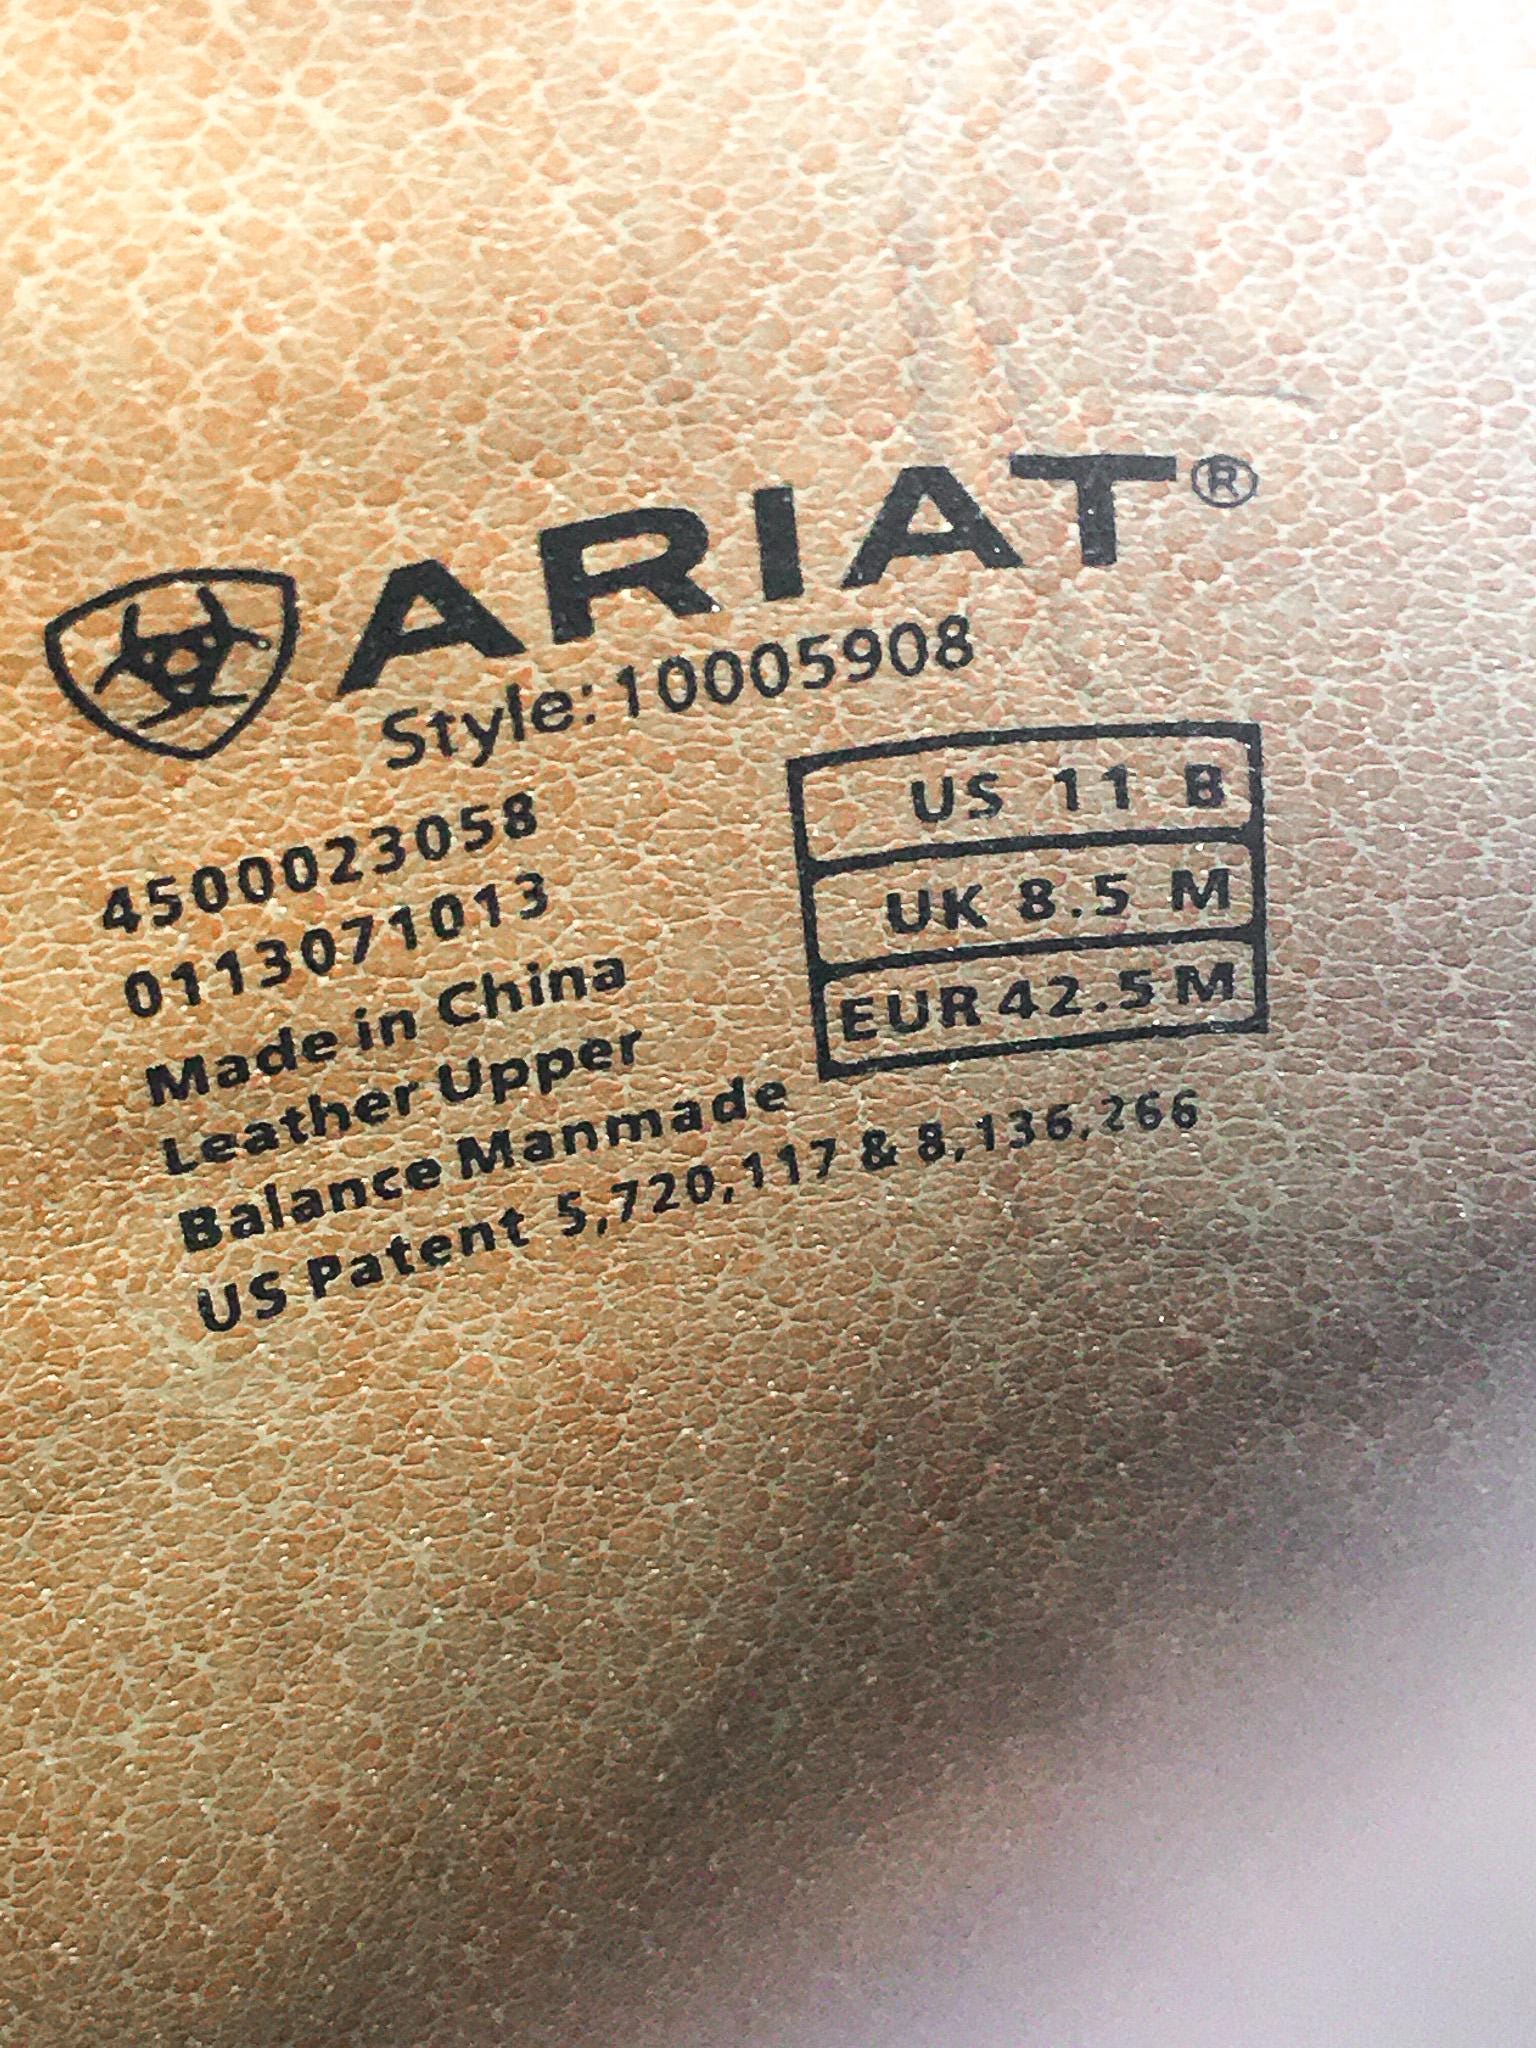 ARIAT®
Style: 10005908
4500023058
0113071013
Made in China
Leather Upper
Balance Manmade
US Patent 5,720,117 & 8,136,266
US 11 B
UK 8.5 M
EUR 42.5 M